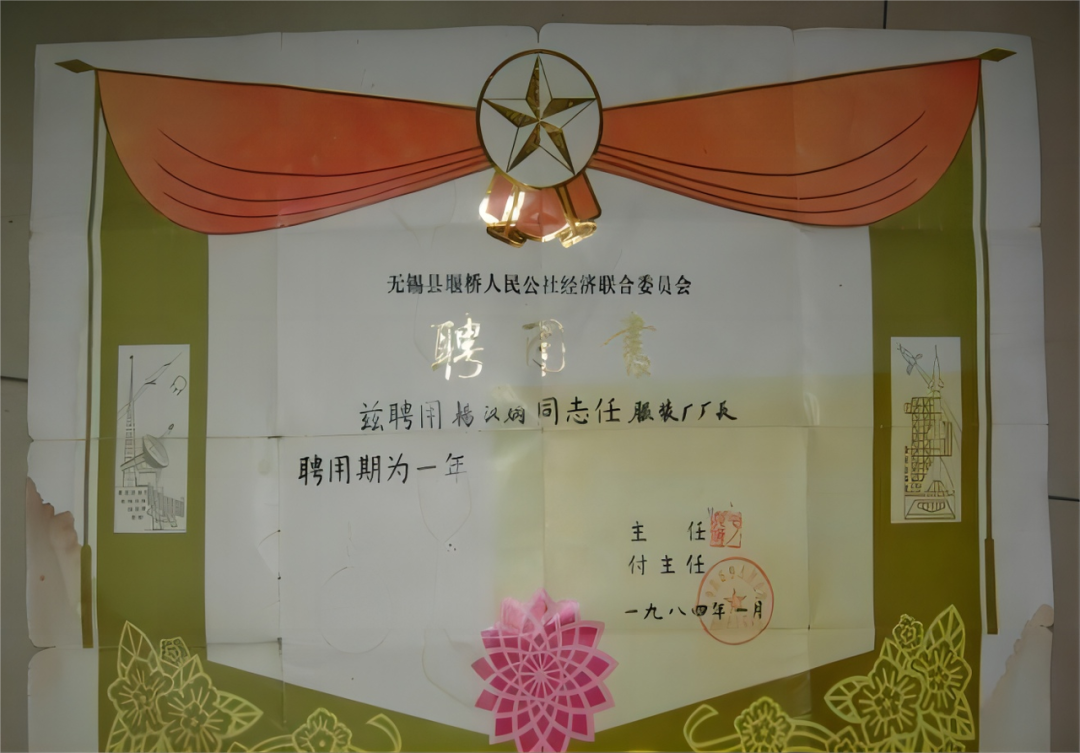 无锡县堰桥人民公社经济联合委员会
聘用书
兹聘用杨汉炳同志任服装厂厂长
聘用期为一年
主 任
付主任
一九八四年一月